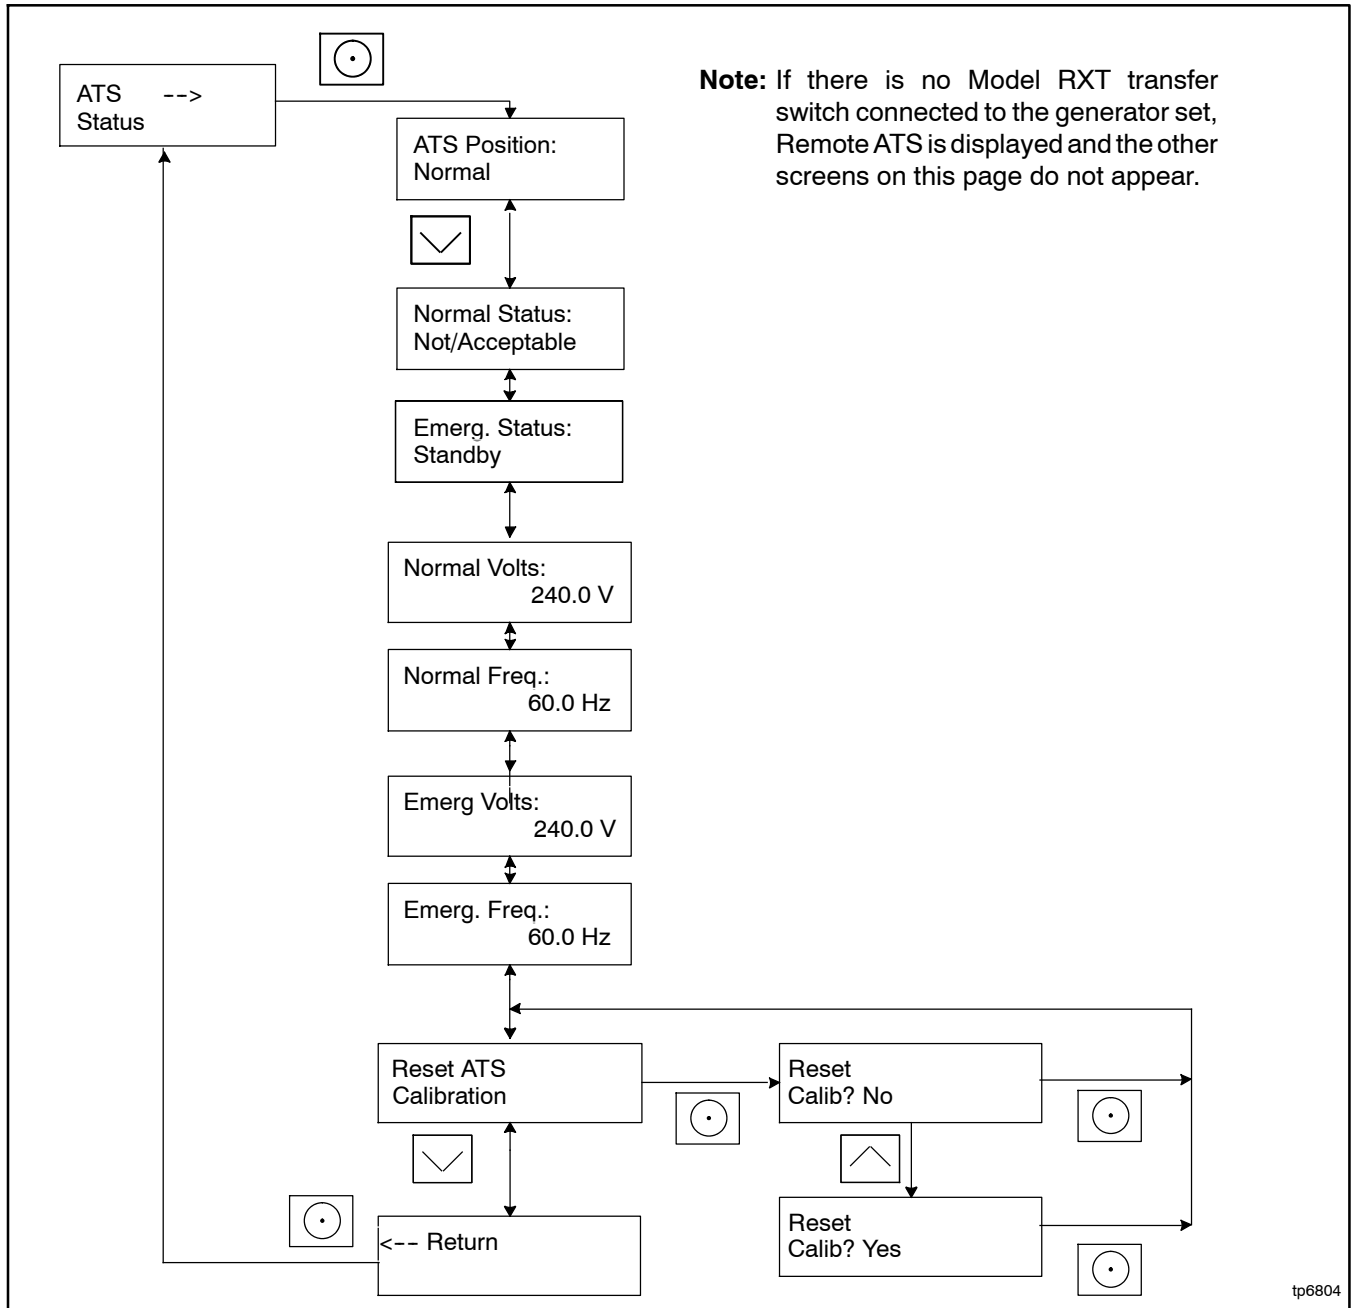 ATS -->
Status
Note: If there is no Model RXT transfer
switch connected to the generator set,
Remote ATS is displayed and the other
screens on this page do not appear.
ATS Position:
Normal
Normal Status:
Not/Acceptable
Emerg. Status:
Standby
Normal Volts:
240.0 V
Normal Freq.:
60.0 Hz
Emerg Volts:
240.0 V
Emerg. Freq.:
60.0 Hz
Reset ATS
Calibration
Reset
Calib? No
<-- Return
Reset
Calib? Yes
tp6804